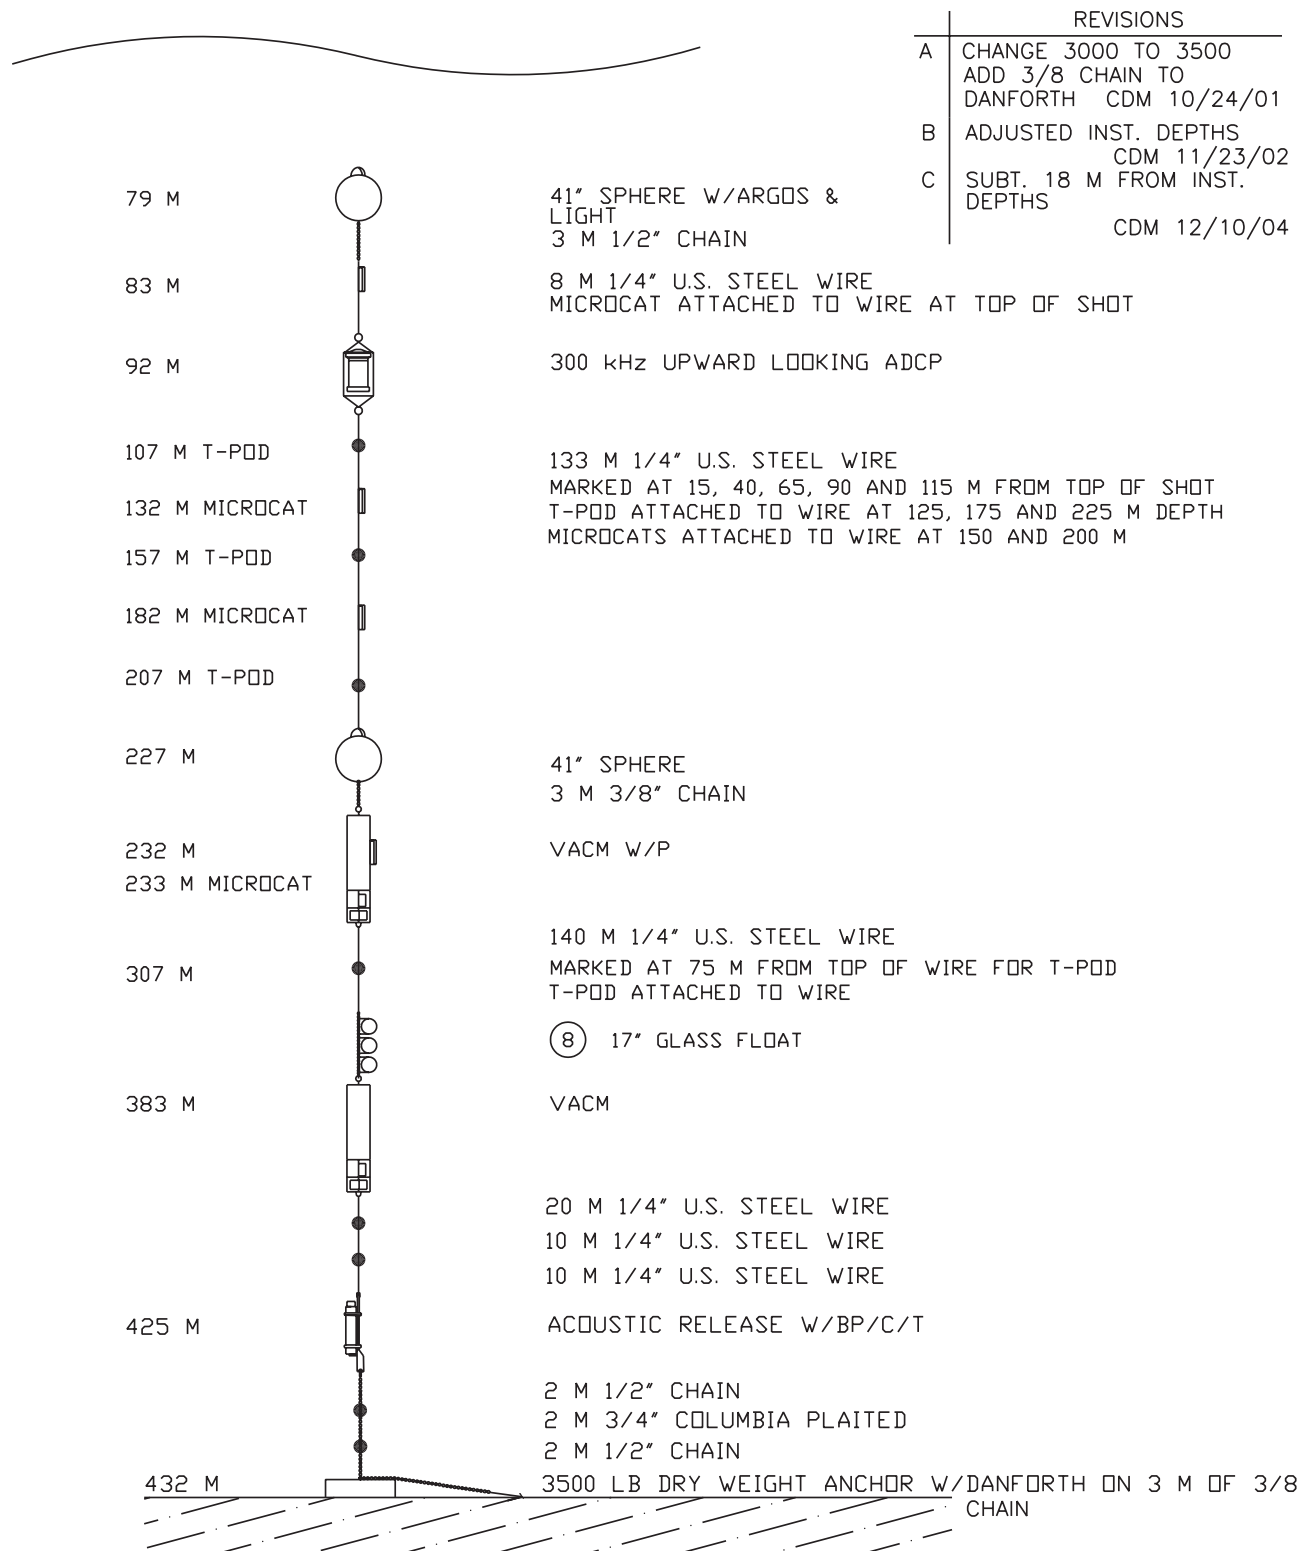 REVISIONS
A CHANGE 3000 TO 3500
ADD 3/8 CHAIN TO
DANFORTH CDM 10/24/01
B ADJUSTED INST. DEPTHS
CDM 11/23/02
C SUBT. 18 M FROM INST.
DEPTHS
CDM 12/10/04
79 M
41" SPHERE W/ARGOS &
LIGHT
3 M 1/2" CHAIN
83 M
8 M 1/4" U.S. STEEL WIRE
MICROCAT ATTACHED TO WIRE AT TOP OF SHOT
92 M
300 kHz UPWARD LOOKING ADCP
107 M T-POD
133 M 1/4" U.S. STEEL WIRE
MARKED AT 15, 40, 65, 90 AND 115 M FROM TOP OF SHOT
132 M MICROCAT
T-POD ATTACHED TO WIRE AT 125, 175 AND 225 M DEPTH
MICROCATS ATTACHED TO WIRE AT 150 AND 200 M
157 M T-POD
182 M MICROCAT
207 M T-POD
227 M
41" SPHERE
3 M 3/8" CHAIN
232 M
VACM W/P
233 M MICROCAT
140 M 1/4" U.S. STEEL WIRE
307 M
MARKED AT 75 M FROM TOP OF WIRE FOR T-POD
T-POD ATTACHED TO WIRE
8 17" GLASS FLOAT
383 M
VACM
20 M 1/4" U.S. STEEL WIRE
10 M 1/4" U.S. STEEL WIRE
10 M 1/4" U.S. STEEL WIRE
425 M
ACOUSTIC RELEASE W/BP/C/T
2 M 1/2" CHAIN
2 M 3/4" COLUMBIA PLAITED
2 M 1/2" CHAIN
432 M
3500 LB DRY WEIGHT ANCHOR W/DANFORTH ON 3 M OF 3/8
CHAIN